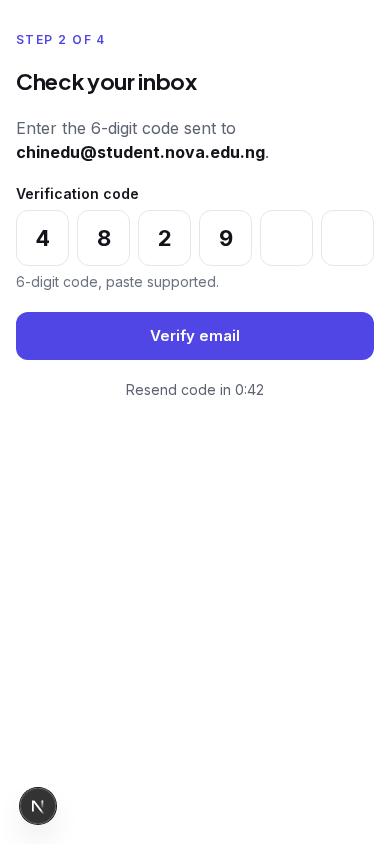 STEP 2 OF 4
Check your inbox
Enter the 6-digit code sent to
chinedu@student.nova.edu.ng.
Verification code
4 8 2 9
6-digit code, paste supported.
Verify email
Resend code in 0:42
N